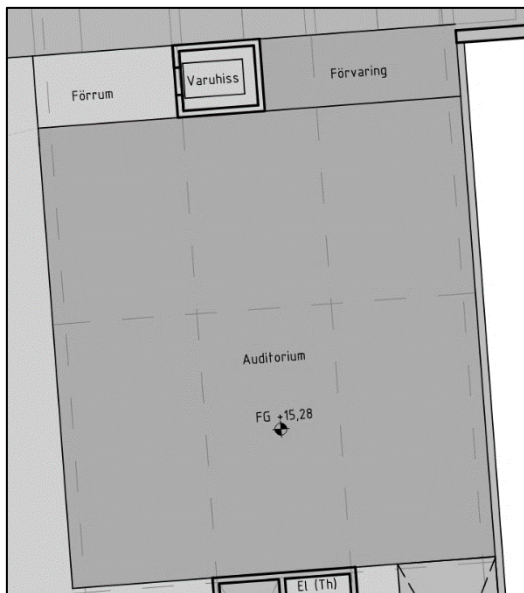 Förrum
Varuhiss
Förvaring
Auditorium
FG +15,28
El (Th)